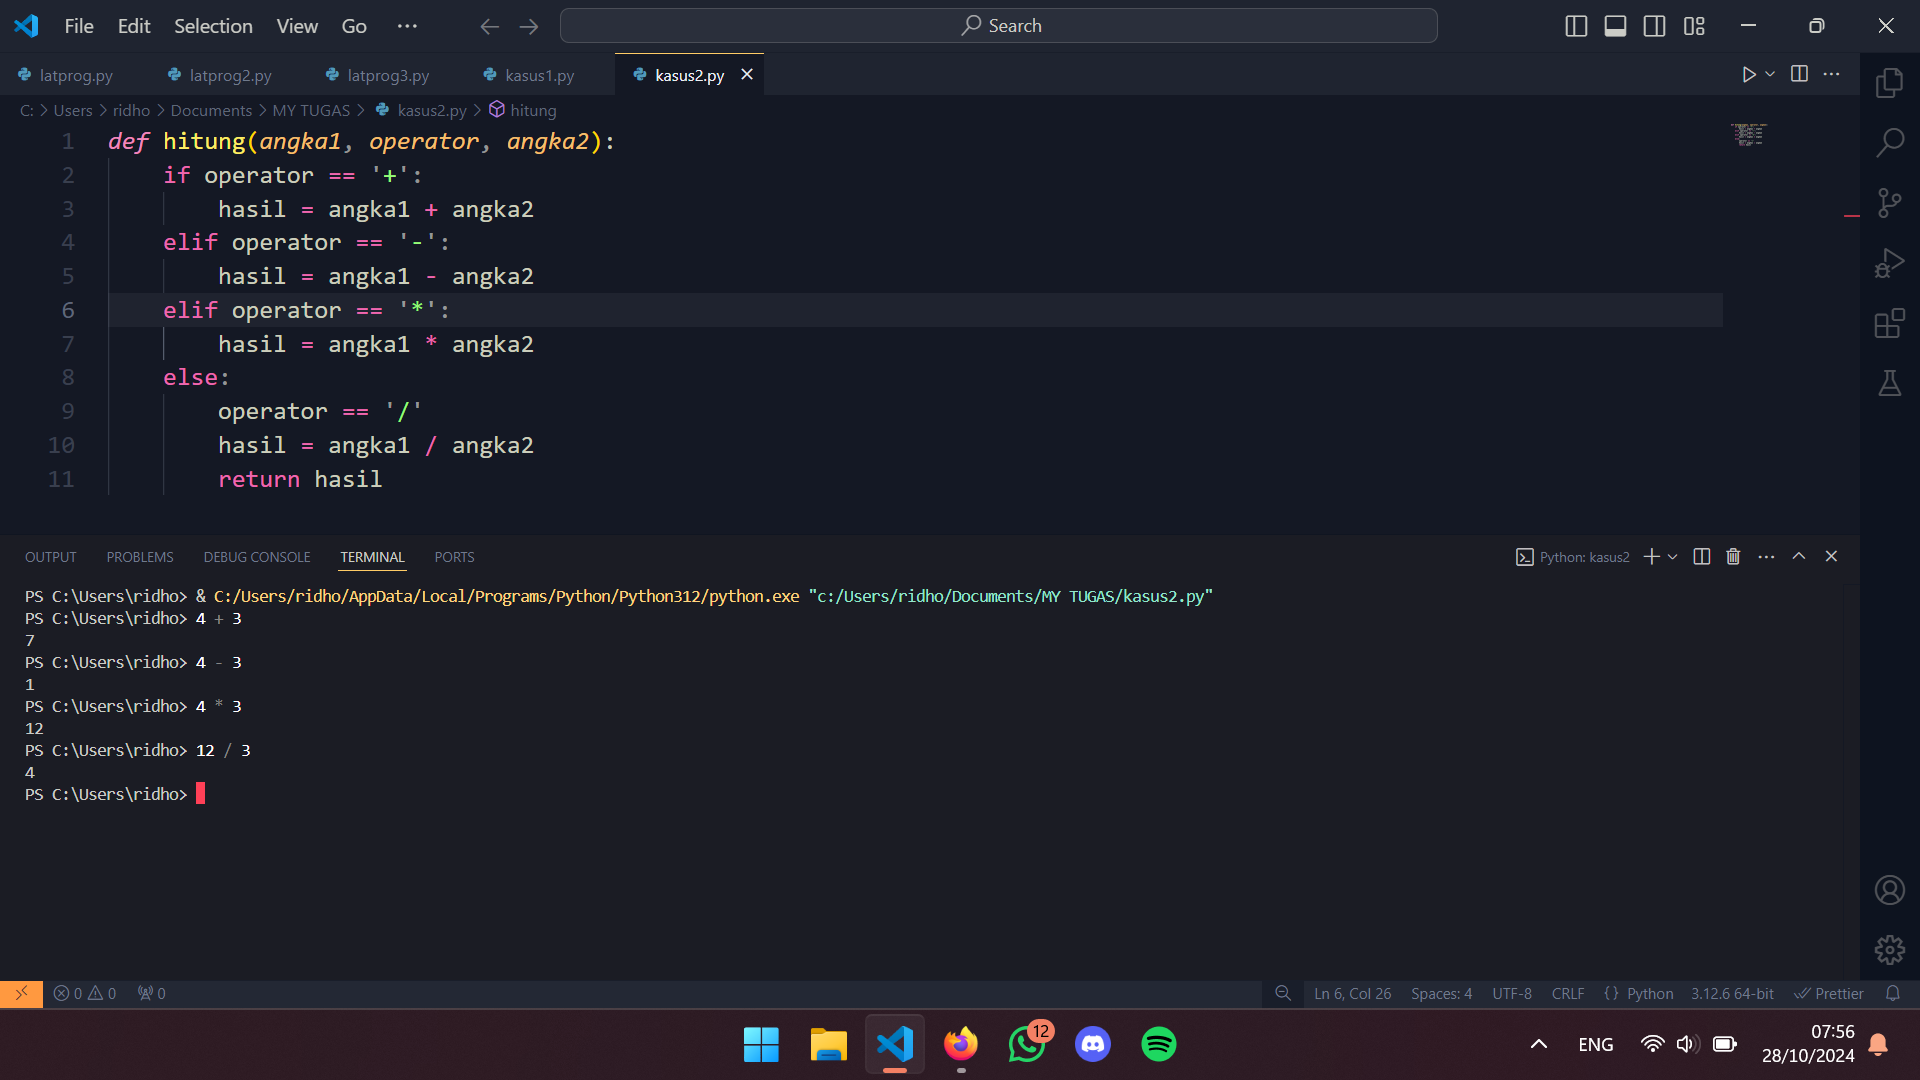 File Edit Selection View Go ··· Search
latprog.py latprog2.py latprog3.py kasus1.py kasus2.py
C: > Users > ridho > Documents > MY TUGAS > kasus2.py > hitung
1 def hitung(angka1, operator, angka2):
2 if operator == '+':
3 hasil = angka1 + angka2
4 elif operator == '-':
5 hasil = angka1 - angka2
6 elif operator == '*':
7 hasil = angka1 * angka2
8 else:
9 operator == '/'
10 hasil = angka1 / angka2
11 return hasil
OUTPUT PROBLEMS DEBUG CONSOLE TERMINAL PORTS Python: kasus2
PS C:\Users\ridho> & C:/Users/ridho/AppData/Local/Programs/Python/Python312/python.exe "c:/Users/ridho/Documents/MY TUGAS/kasus2.py"
PS C:\Users\ridho> 4 + 3
7
PS C:\Users\ridho> 4 - 3
1
PS C:\Users\ridho> 4 * 3
12
PS C:\Users\ridho> 12 / 3
4
PS C:\Users\ridho>
0 0 0 Ln 6, Col 26 Spaces: 4 UTF-8 CRLF {} Python 3.12.6 64-bit Prettier
12 ENG 07:56
28/10/2024